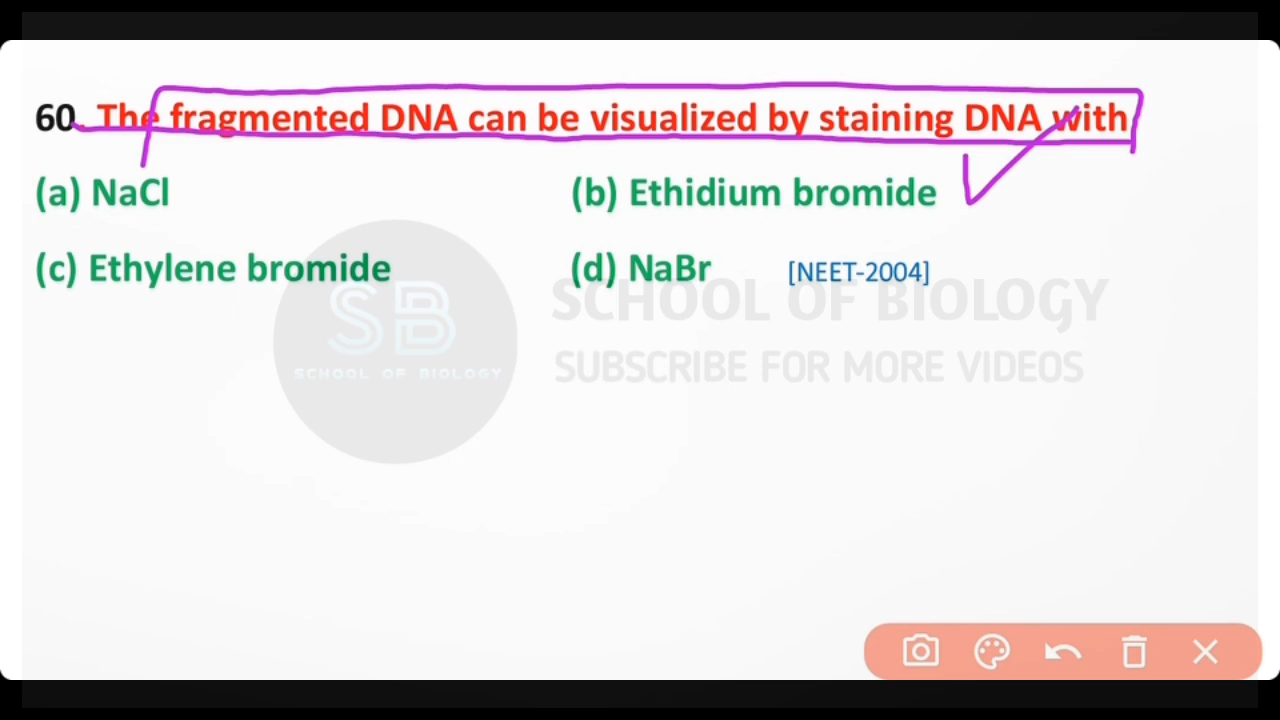 60. The fragmented DNA can be visualized by staining DNA with
(a) NaCl (b) Ethidium bromide
(c) Ethylene bromide (d) NaBr [NEET-2004]
SB
SCHOOL OF BIOLOGY
SCHOOL OF BIOLOGY
SUBSCRIBE FOR MORE VIDEOS